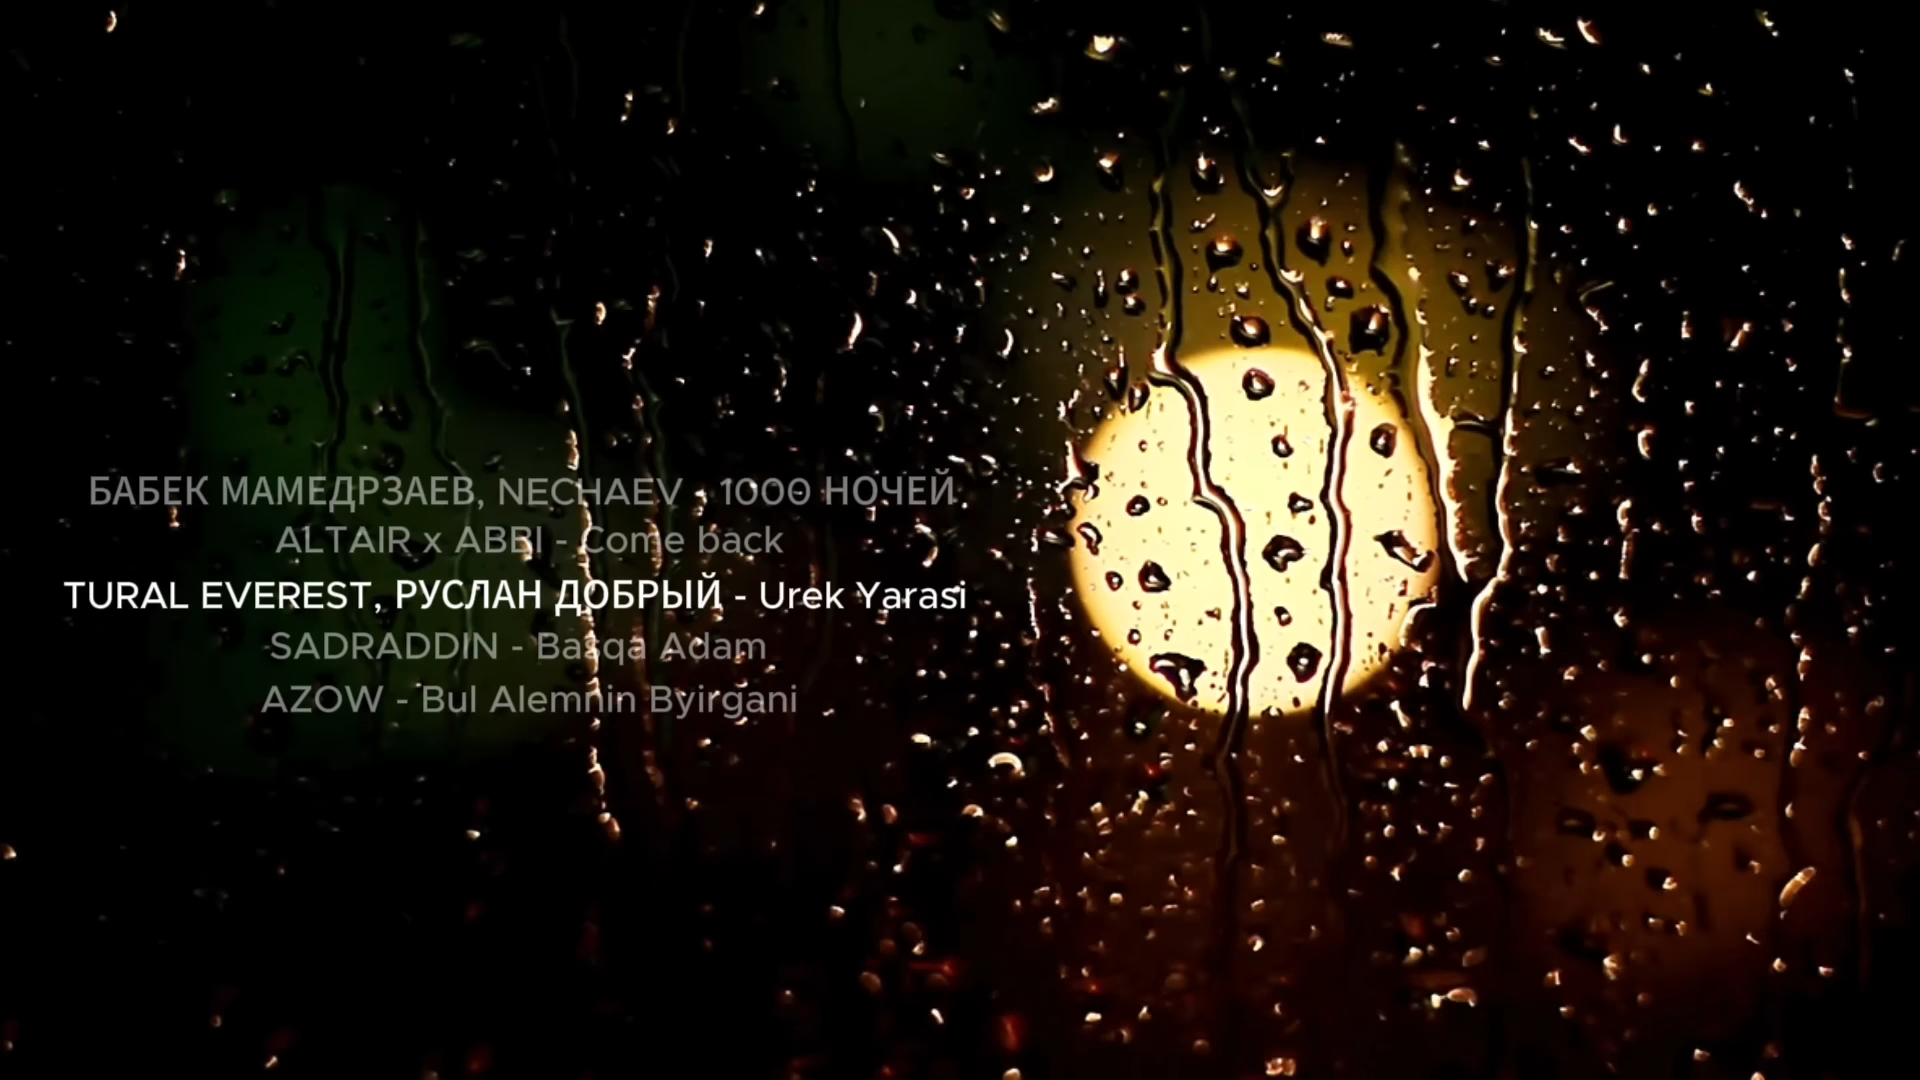 БАБЕК МАМЕДРЗАЕВ, NECHAEV - 1000 НОЧЕЙ
ALTAIR x ABBI - Come back
TURAL EVEREST, РУСЛАН ДОБРЫЙ - Urek Yarasi
SADRADDIN - Basqa Adam
AZOW - Bul Alemnin Byirgani